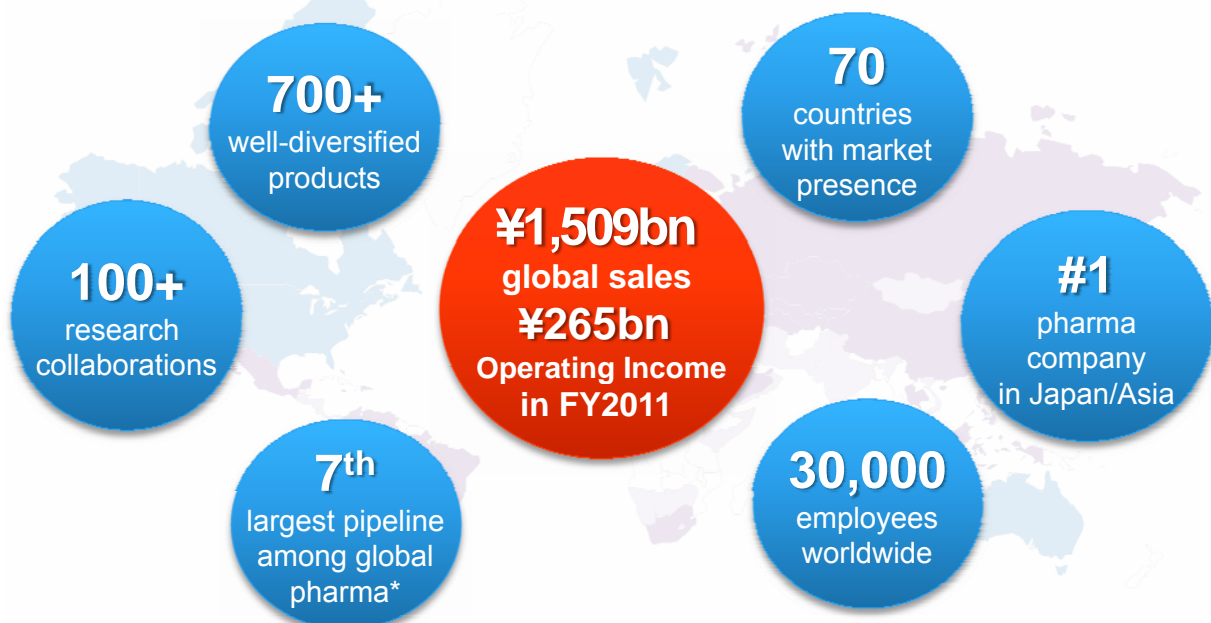 700+
well-diversified
products
70
countries
with market
presence
100+
research
collaborations
¥1,509bn
global sales
¥265bn
Operating Income
in FY2011
#1
pharma
company
in Japan/Asia
7th
largest pipeline
among global
pharma*
30,000
employees
worldwide